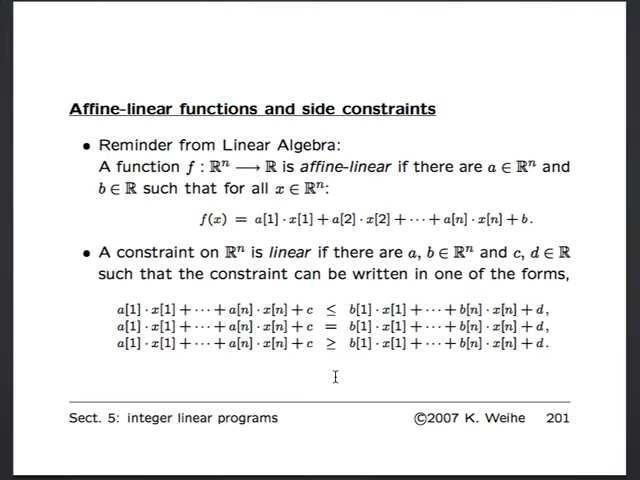 Affine-linear functions and side constraints
• Reminder from Linear Algebra:
A function f : ℝⁿ ⟶ ℝ is affine-linear if there are a ∈ ℝⁿ and
b ∈ ℝ such that for all x ∈ ℝⁿ:
f(x) = a[1] · x[1] + a[2] · x[2] + ··· + a[n] · x[n] + b.
• A constraint on ℝⁿ is linear if there are a, b ∈ ℝⁿ and c, d ∈ ℝ
such that the constraint can be written in one of the forms,
a[1] · x[1] + ··· + a[n] · x[n] + c ≤ b[1] · x[1] + ··· + b[n] · x[n] + d,
a[1] · x[1] + ··· + a[n] · x[n] + c = b[1] · x[1] + ··· + b[n] · x[n] + d,
a[1] · x[1] + ··· + a[n] · x[n] + c ≥ b[1] · x[1] + ··· + b[n] · x[n] + d.
Sect. 5: integer linear programs ©2007 K. Weihe 201